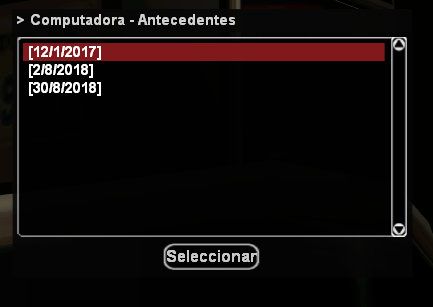 > Computadora - Antecedentes
[12/1/2017]
[2/8/2018]
[30/8/2018]
Seleccionar